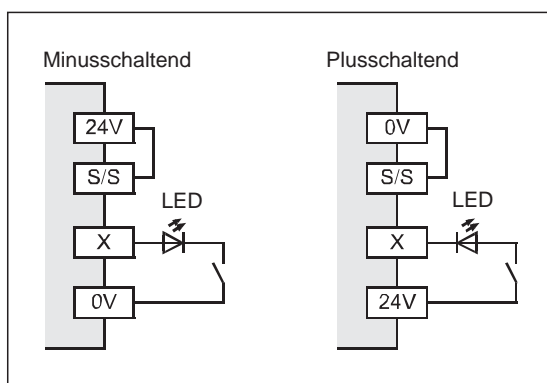 Minusschaltend
24V
S/S
LED
X
0V
Plusschaltend
0V
S/S
LED
X
24V